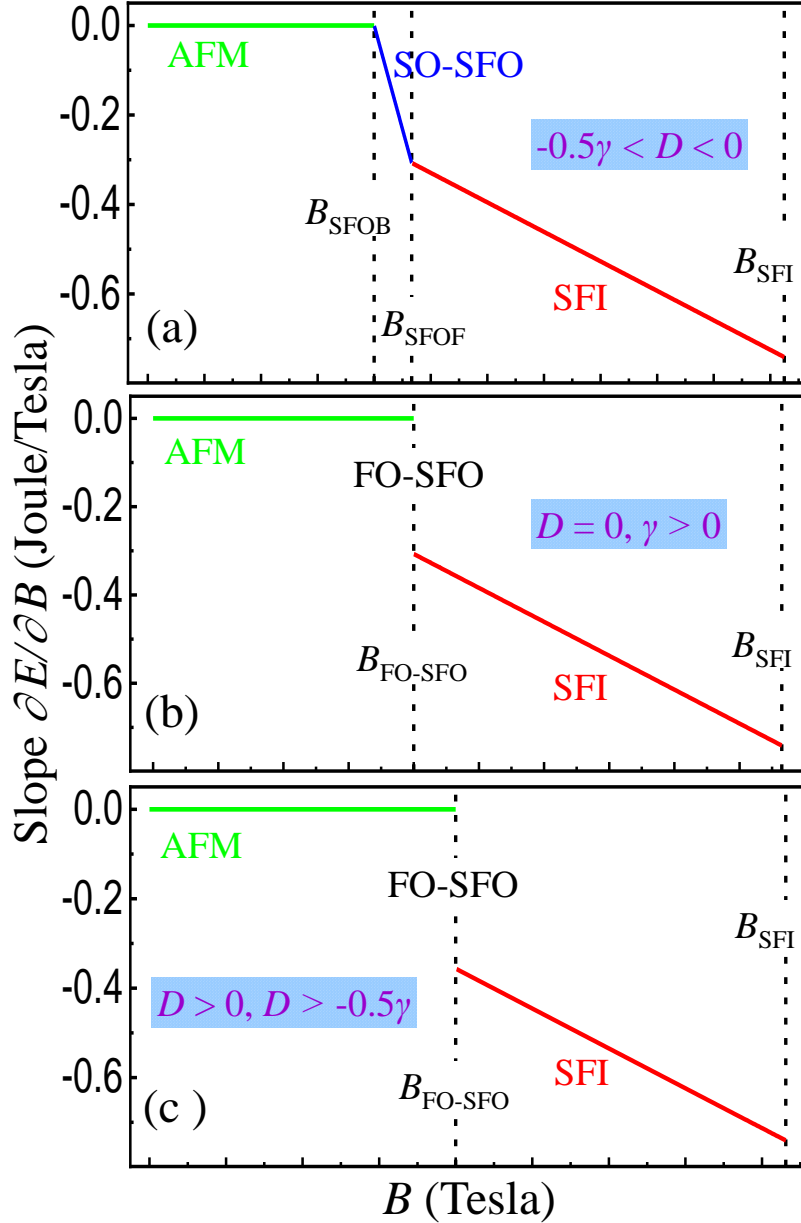 Slope ∂E/∂B (Joule/Tesla)
0.0
-0.2
-0.4
-0.6
AFM
SO-SFO
-0.5γ < D < 0
B_SFOB
B_SFI
SFI
B_SFOF
(a)
0.0
-0.2
-0.4
-0.6
AFM
FO-SFO
D = 0, γ > 0
B_FO-SFO
B_SFI
SFI
(b)
0.0
-0.2
-0.4
-0.6
AFM
FO-SFO
B_SFI
D > 0, D > -0.5γ
SFI
B_FO-SFO
(c )
B (Tesla)